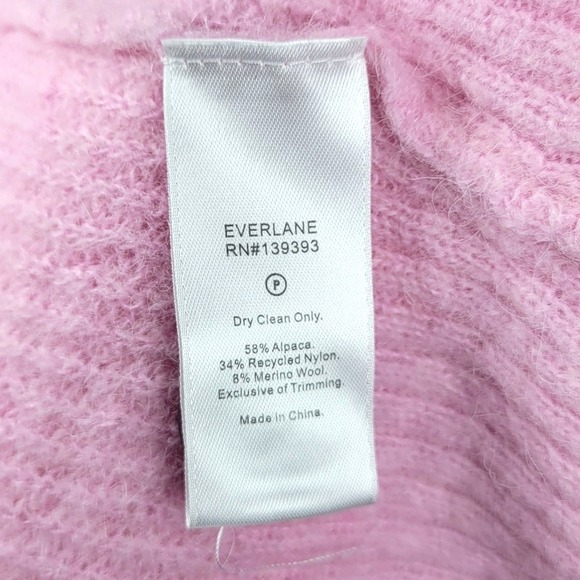 EVERLANE
RN#139393
P
Dry Clean Only.
58% Alpaca.
34% Recycled Nylon.
8% Merino Wool.
Exclusive of Trimming.
Made in China.